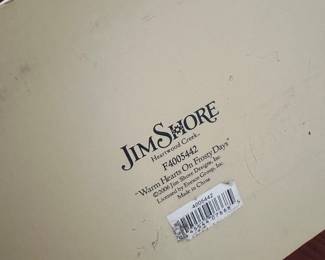 JIM SHORE
Heartwood Creek
F4005442
"Warm Hearts On Frosty Days"
©2006 Jim Shore Designs, Inc.
Licensed by Enesco Group, Inc.
Made in China
4005442